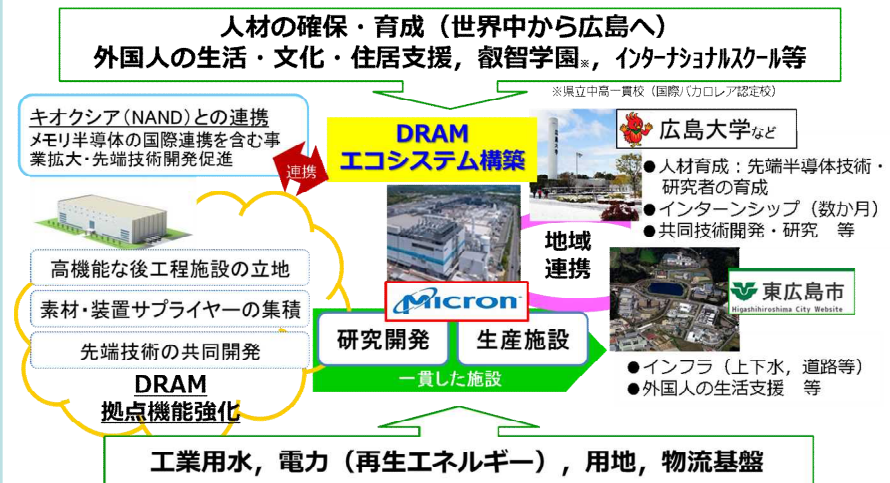 人材の確保・育成（世界中から広島へ）
外国人の生活・文化・住居支援，叡智学園※，インターナショナルスクール等
※県立中高一貫校（国際バカロレア認定校）
キオクシア（NAND）との連携
メモリ半導体の国際連携を含む事
業拡大・先端技術開発促進
連携
DRAM
エコシステム構築
広島大学など
●人材育成：先端半導体技術・
研究者の育成
●インターンシップ（数か月）
●共同技術開発・研究　等
地域
連携
高機能な後工程施設の立地
素材・装置サプライヤーの集積
先端技術の共同開発
DRAM
拠点機能強化
Micron
研究開発
生産施設
一貫した施設
東広島市
Higashihiroshima City Website
●インフラ（上下水，道路等）
●外国人の生活支援　等
工業用水，電力（再生エネルギー），用地，物流基盤